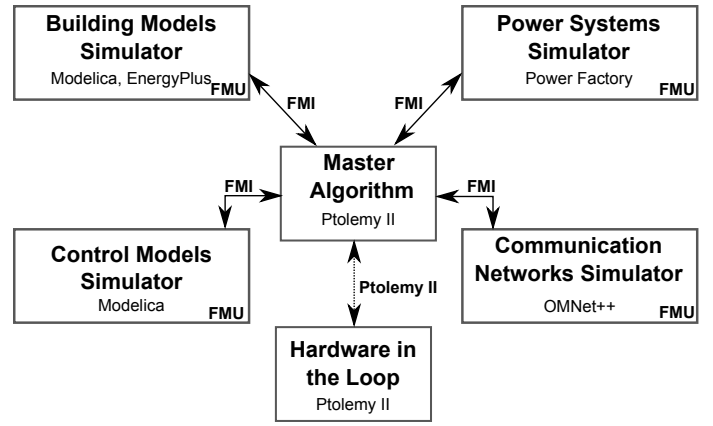 Building Models
Simulator
Modelica, EnergyPlus
FMU
Power Systems
Simulator
Power Factory
FMU
FMI
FMI
Master
Algorithm
Ptolemy II
FMI
FMI
Control Models
Simulator
Modelica
FMU
Communication
Networks Simulator
OMNet++
FMU
Ptolemy II
Hardware in
the Loop
Ptolemy II